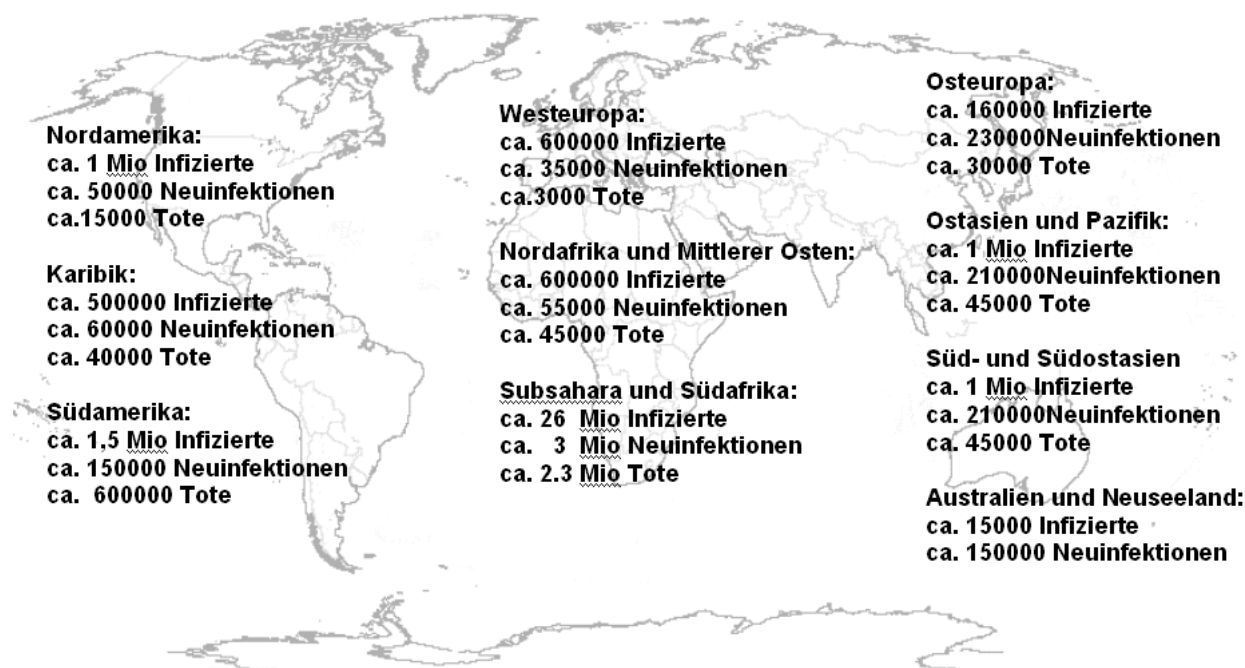 Nordamerika:
ca. 1 Mio Infizierte
ca. 50000 Neuinfektionen
ca.15000 Tote
Karibik:
ca. 500000 Infizierte
ca. 60000 Neuinfektionen
ca. 40000 Tote
Südamerika:
ca. 1,5 Mio Infizierte
ca. 150000 Neuinfektionen
ca. 600000 Tote
Westeuropa:
ca. 600000 Infizierte
ca. 35000 Neuinfektionen
ca.3000 Tote
Nordafrika und Mittlerer Osten:
ca. 600000 Infizierte
ca. 55000 Neuinfektionen
ca. 45000 Tote
Subsahara und Südafrika:
ca. 26 Mio Infizierte
ca. 3 Mio Neuinfektionen
ca. 2.3 Mio Tote
Osteuropa:
ca. 160000 Infizierte
ca. 230000Neuinfektionen
ca. 30000 Tote
Ostasien und Pazifik:
ca. 1 Mio Infizierte
ca. 210000Neuinfektionen
ca. 45000 Tote
Süd- und Südostasien
ca. 1 Mio Infizierte
ca. 210000Neuinfektionen
ca. 45000 Tote
Australien und Neuseeland:
ca. 15000 Infizierte
ca. 150000 Neuinfektionen